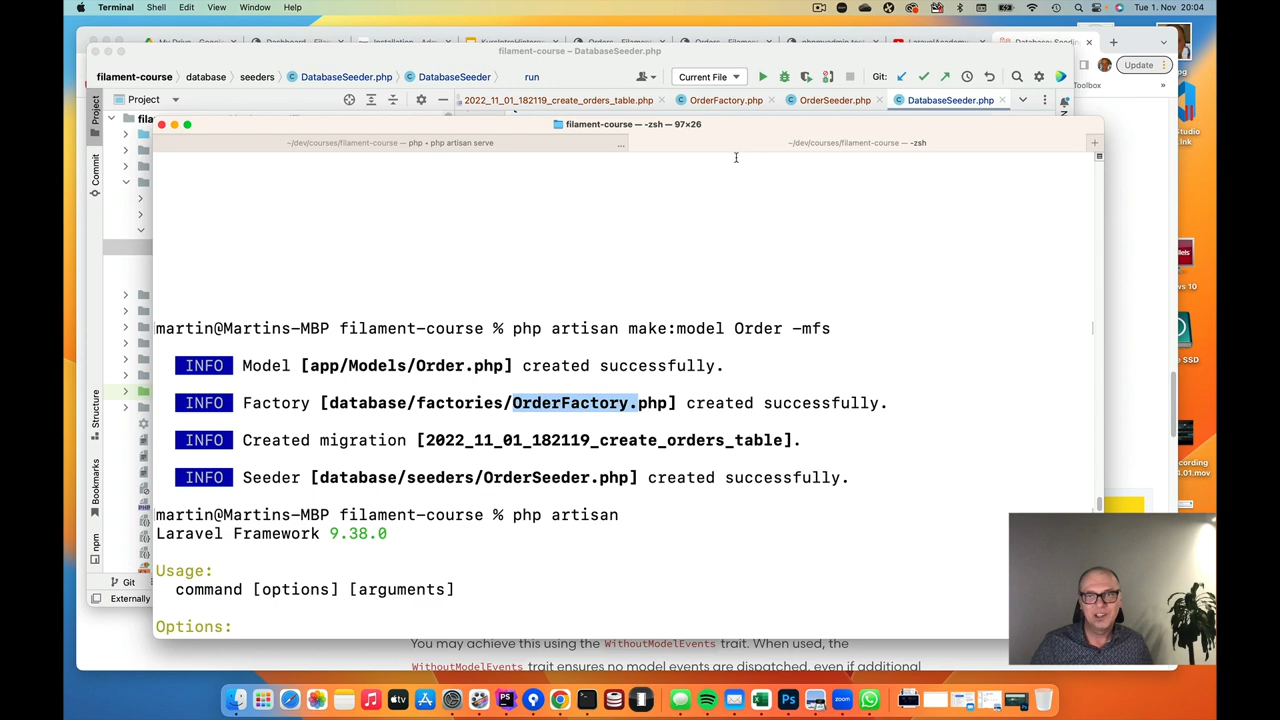 Terminal Shell Edit View Window Help
Tue 1. Nov 20:04
filament-course – DatabaseSeeder.php
Update
filament-course database seeders DatabaseSeeder.php DatabaseSeeder run
Current File
Git:
Toolbox
Project
Project
2022_11_01_182119_create_orders_table.php
OrderFactory.php
OrderSeeder.php
DatabaseSeeder.php
filament-course — -zsh — 97×26
~/dev/courses/filament-course — php • php artisan serve
...
~/dev/courses/filament-course — -zsh
Commit
Structure
Bookmarks
npm
Git
Externally
martin@Martins-MBP filament-course % php artisan make:model Order -mfs
INFO Model [app/Models/Order.php] created successfully.
INFO Factory [database/factories/OrderFactory.php] created successfully.
INFO Created migration [2022_11_01_182119_create_orders_table].
INFO Seeder [database/seeders/OrderSeeder.php] created successfully.
martin@Martins-MBP filament-course % php artisan
Laravel Framework 9.38.0
Usage:
command [options] [arguments]
Options:
You may achieve this using the WithoutModelEvents trait. When used, the
WithoutModelEvents trait ensures no model events are dispatched, even if additional